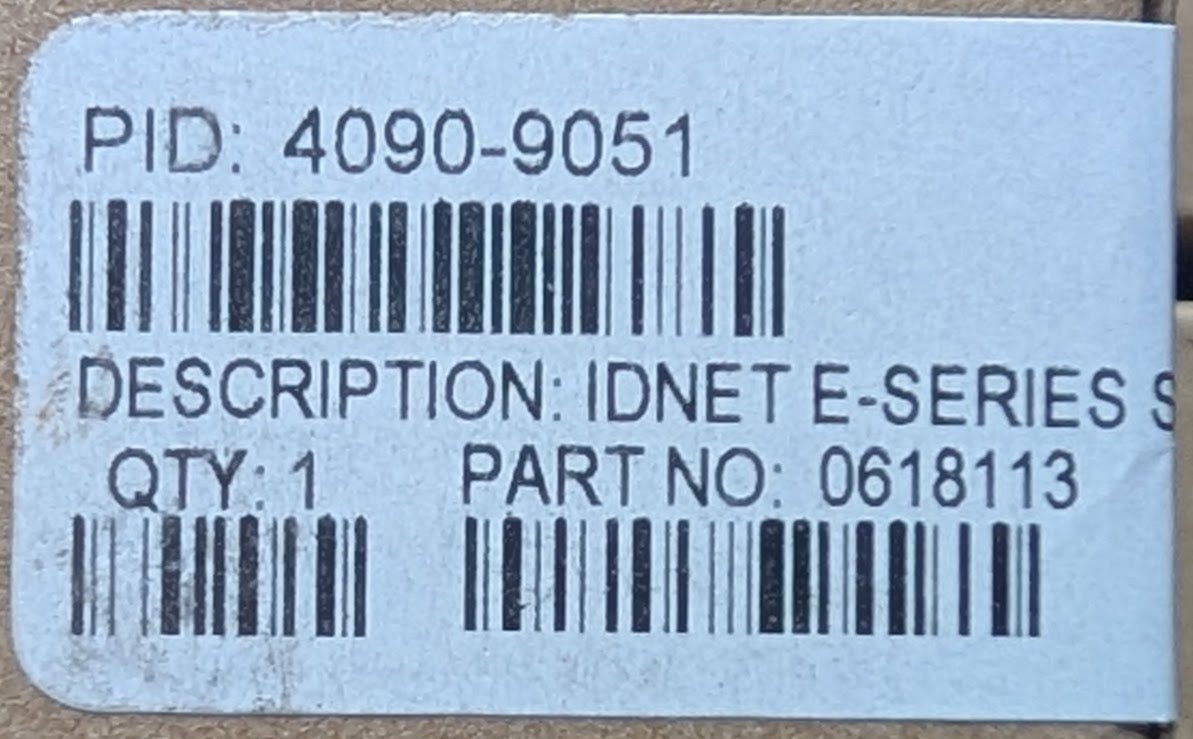 PID: 4090-9051
DESCRIPTION: IDNET E-SERIES
QTY: 1 PART NO: 0618113